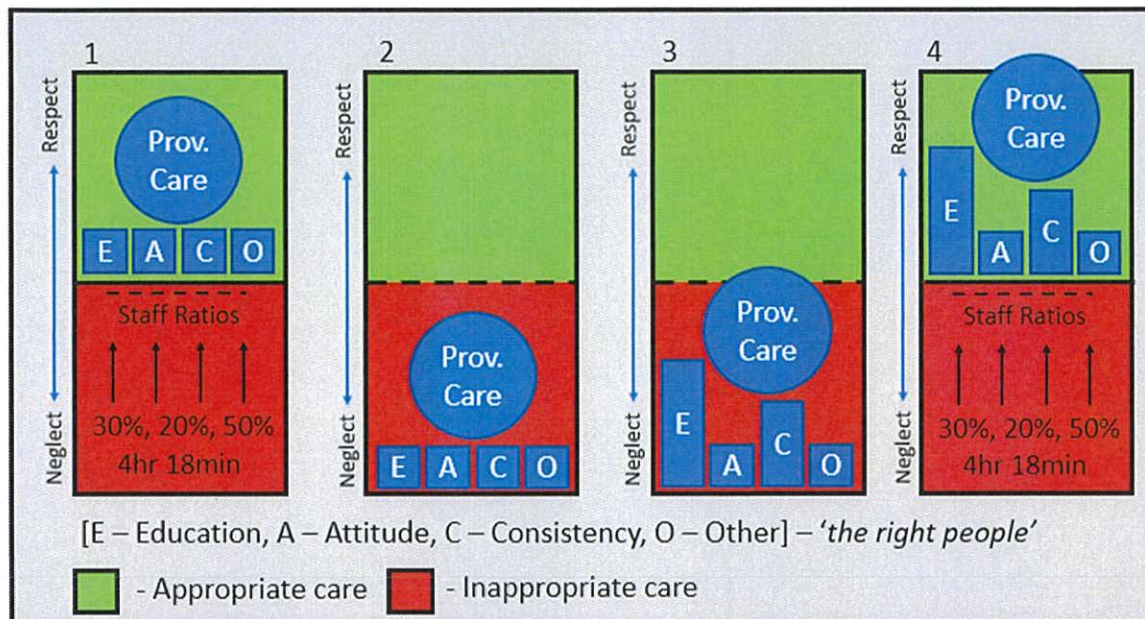 1
Respect
Neglect
Prov.
Care
E A C O
Staff Ratios
30%, 20%, 50%
4hr 18min
2
Respect
Neglect
Prov.
Care
E A C O
3
Respect
Neglect
Prov.
Care
E A C O
4
Respect
Neglect
Prov.
Care
E A C O
Staff Ratios
30%, 20%, 50%
4hr 18min
[E – Education, A – Attitude, C – Consistency, O – Other] – ‘the right people’
- Appropriate care - Inappropriate care